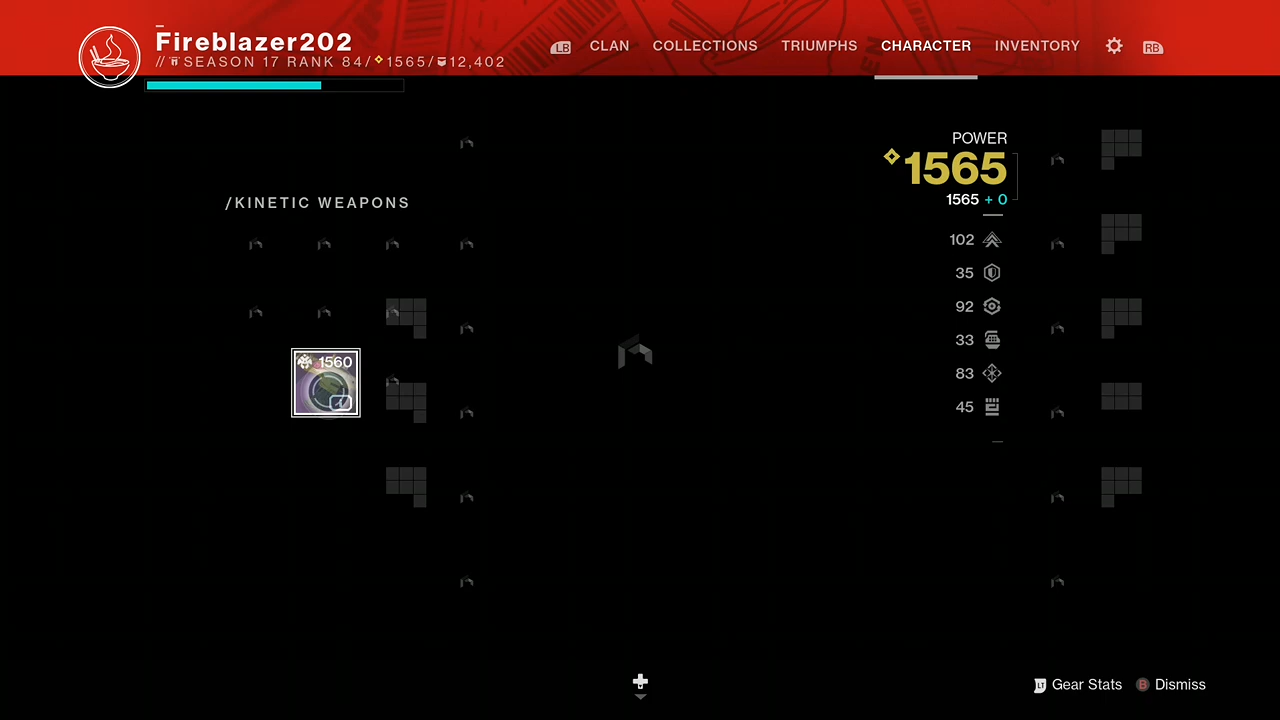 Fireblazer202
// SEASON 17 RANK 84/ 1565/ 12,402
LB CLAN COLLECTIONS TRIUMPHS CHARACTER INVENTORY RB
POWER
1565
1565 + 0
/KINETIC WEAPONS
102
35
92
33
1560
83
45
LT Gear Stats B Dismiss